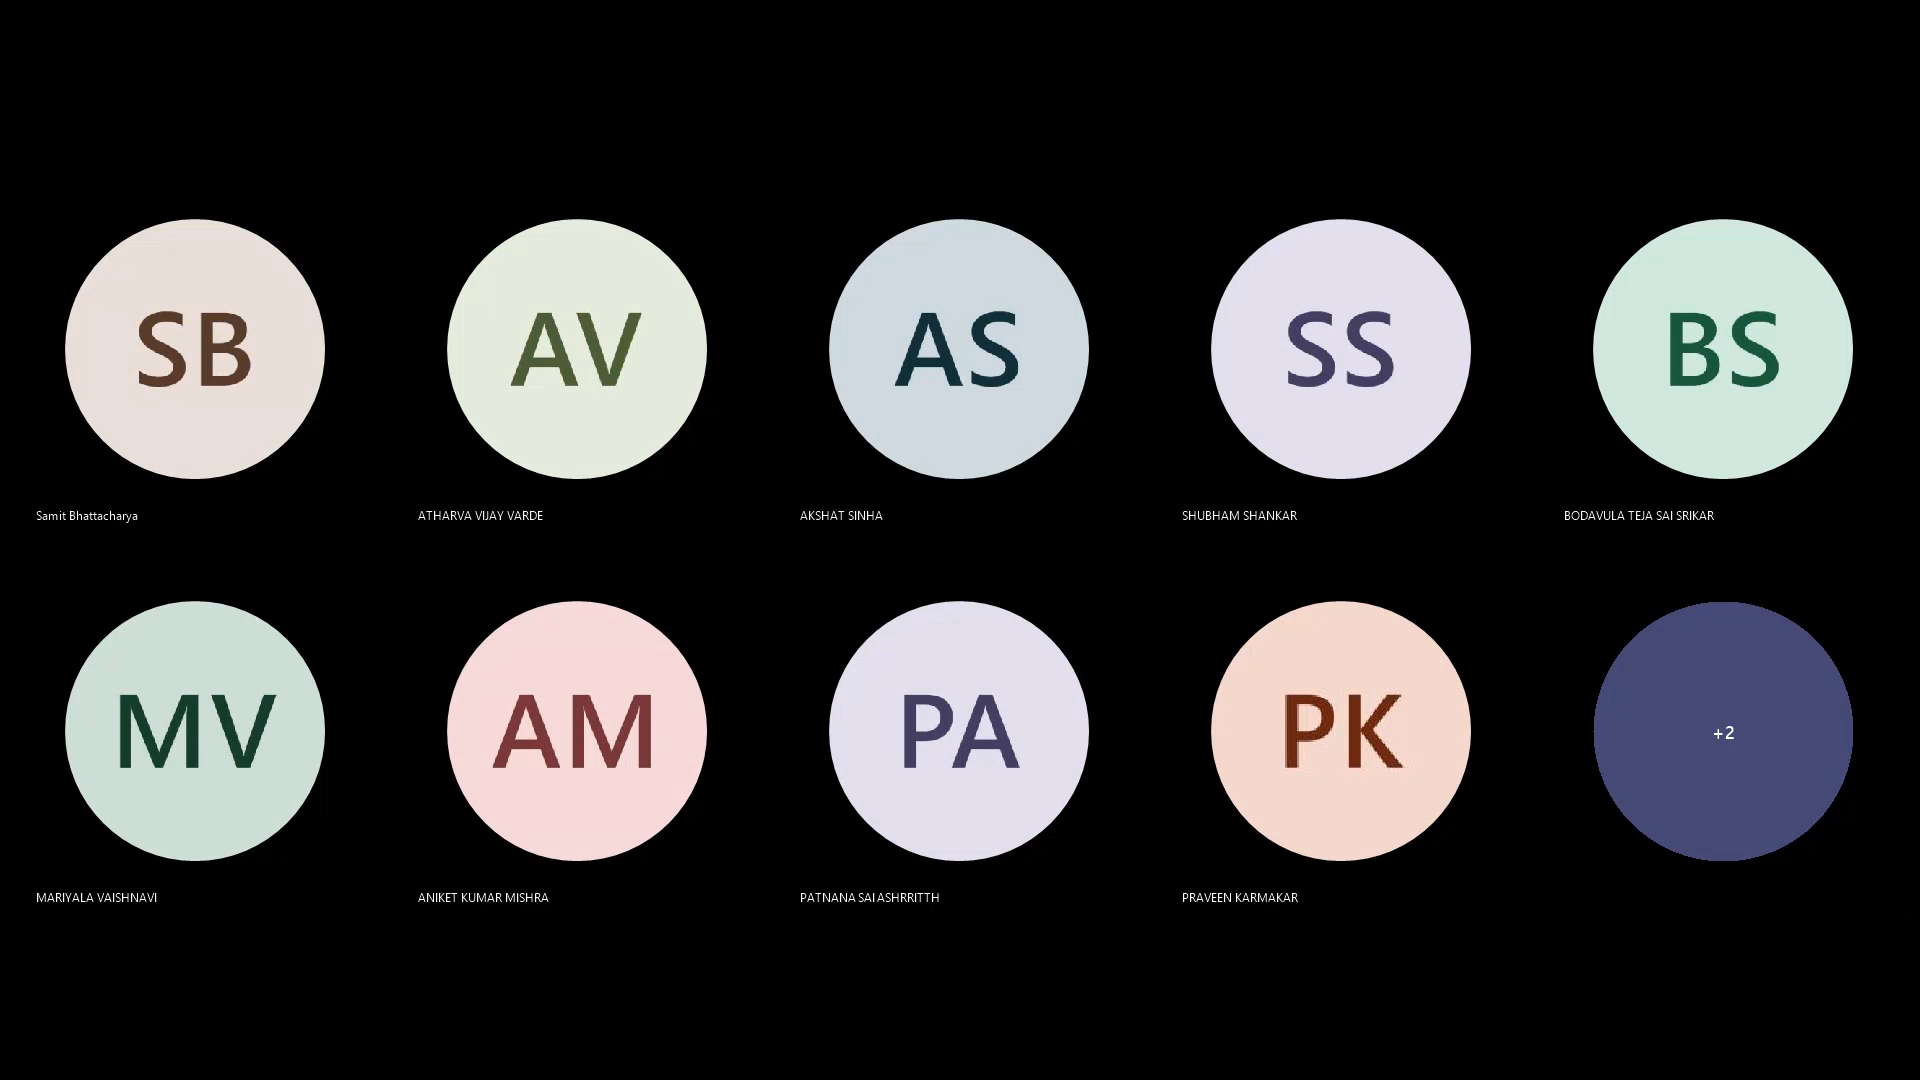 SB
AV
AS
SS
BS
Samit Bhattacharya
ATHARVA VIJAY VARDE
AKSHAT SINHA
SHUBHAM SHANKAR
BODAVULA TEJA SAI SRIKAR
MV
AM
PA
PK
+2
MARIYALA VAISHNAVI
ANIKET KUMAR MISHRA
PATNANA SAI ASHRRITTH
PRAVEEN KARMAKAR